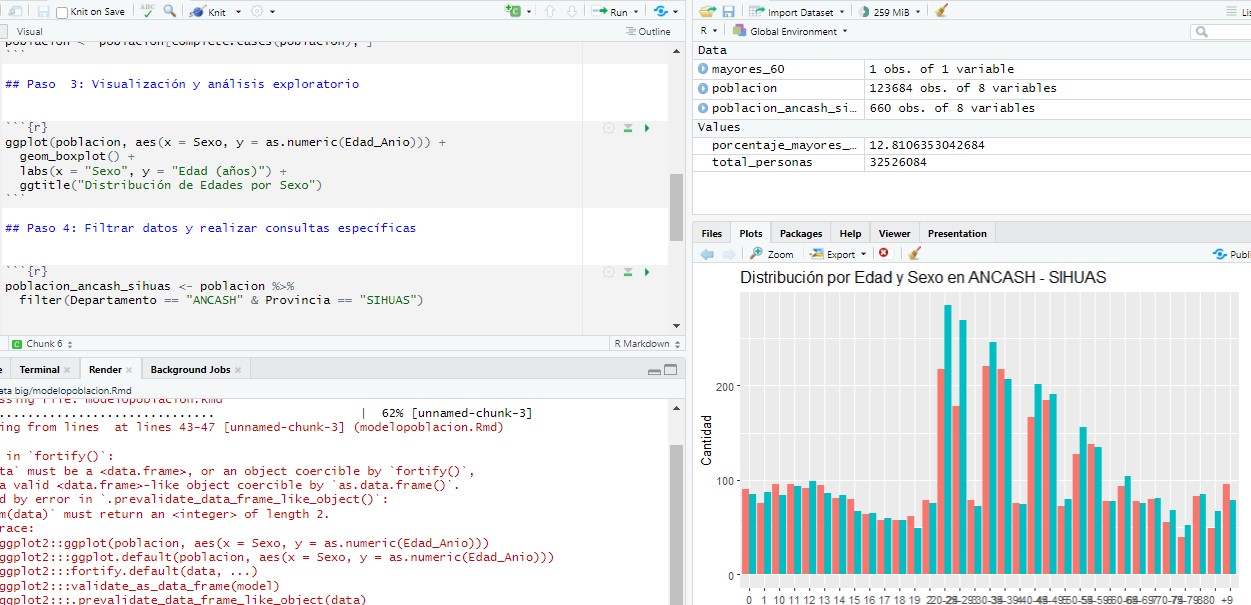 Knit on Save
ABC
Knit
Run
Visual
Outline
poblacion <- poblacion[complete.cases(poblacion), ]
```
## Paso  3: Visualización y análisis exploratorio
```{r}
ggplot(poblacion, aes(x = Sexo, y = as.numeric(Edad_Anio))) +
geom_boxplot() +
labs(x = "Sexo", y = "Edad (años)") +
ggtitle("Distribución de Edades por Sexo")
```
## Paso 4: Filtrar datos y realizar consultas específicas
```{r}
poblacion_ancash_sihuas <- poblacion %>%
filter(Departamento == "ANCASH" & Provincia == "SIHUAS")
Chunk 6
R Markdown
Terminal
Render
Background Jobs
ata big/modelopoblacion.Rmd
ssing file: modelopoblacion.Rmd
............................. | 62% [unnamed-chunk-3]
ing from lines  at lines 43-47 [unnamed-chunk-3] (modelopoblacion.Rmd)
in `fortify()`:
ta` must be a <data.frame>, or an object coercible by `fortify()`,
a valid <data.frame>-like object coercible by `as.data.frame()`.
d by error in `.prevalidate_data_frame_like_object()`:
m(data)` must return an <integer> of length 2.
race:
ggplot2::ggplot(poblacion, aes(x = Sexo, y = as.numeric(Edad_Anio)))
ggplot2:::ggplot.default(poblacion, aes(x = Sexo, y = as.numeric(Edad_Anio)))
ggplot2:::fortify.default(data, ...)
ggplot2:::validate_as_data_frame(model)
ggplot2:::.prevalidate_data_frame_like_object(data)
Import Dataset
259 MiB
Lis
R
Global Environment
Data
mayores_60 1 obs. of 1 variable
poblacion 123684 obs. of 8 variables
poblacion_ancash_si… 660 obs. of 8 variables
Values
porcentaje_mayores_… 12.8106353042684
total_personas 32526084
Files
Plots
Packages
Help
Viewer
Presentation
Zoom
Export
Publi
Distribución por Edad y Sexo en ANCASH - SIHUAS
Cantidad
200
100
0
0 1 10 11 12 13 14 15 16 17 18 19
+9